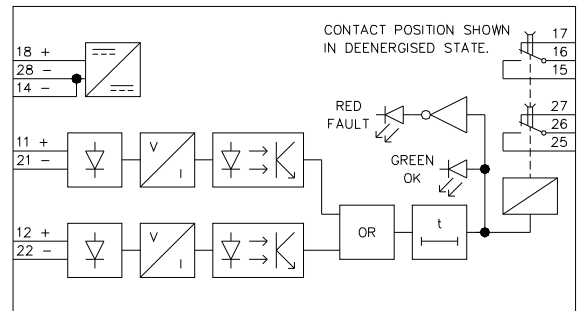 CONTACT POSITION SHOWN
IN DEENERGISED STATE.
17
16
15
18 +
28 -
14 -
RED
FAULT
27
26
25
11 +
21 -
V
I
GREEN
OK
12 +
22 -
V
I
OR
t